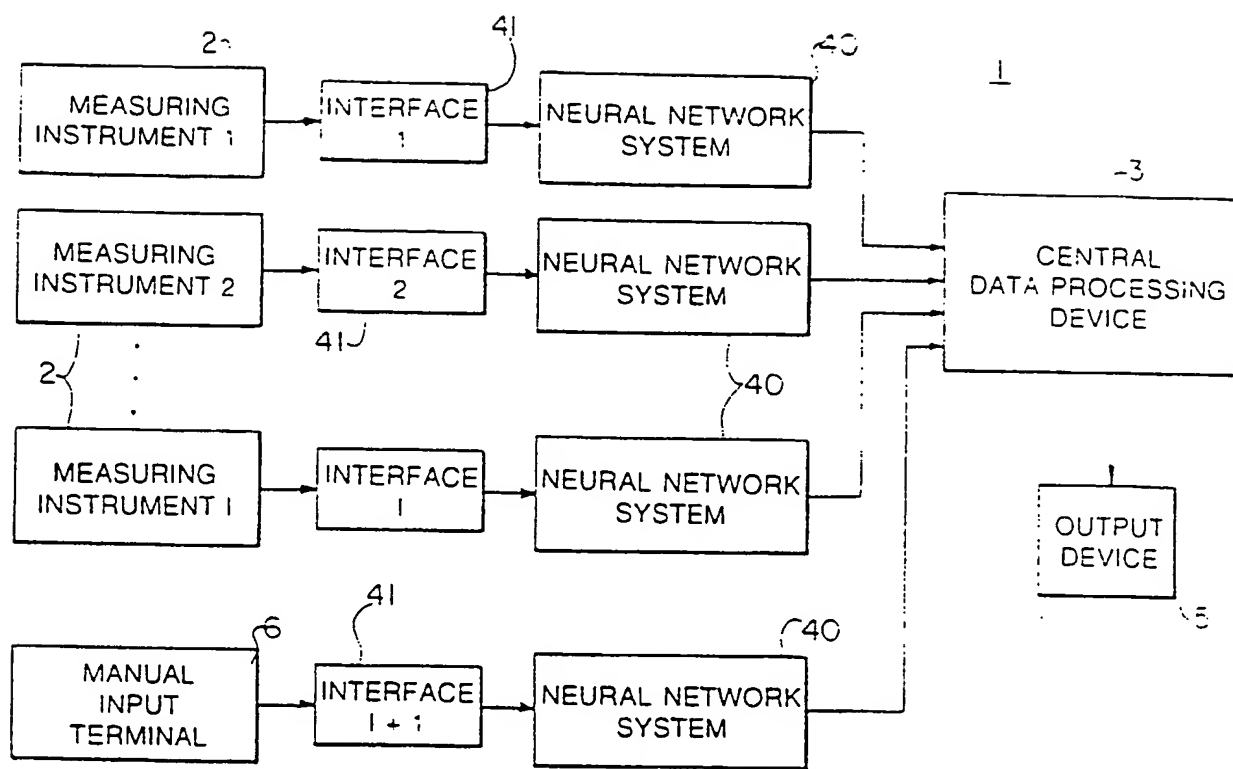 2
41
40
1
MEASURING
INSTRUMENT 1
INTERFACE
1
NEURAL NETWORK
SYSTEM
3
MEASURING
INSTRUMENT 2
INTERFACE
2
NEURAL NETWORK
SYSTEM
CENTRAL
DATA PROCESSING
DEVICE
41
2
40
MEASURING
INSTRUMENT I
INTERFACE
I
NEURAL NETWORK
SYSTEM
OUTPUT
DEVICE
5
6
41
40
MANUAL
INPUT
TERMINAL
INTERFACE
I + 1
NEURAL NETWORK
SYSTEM